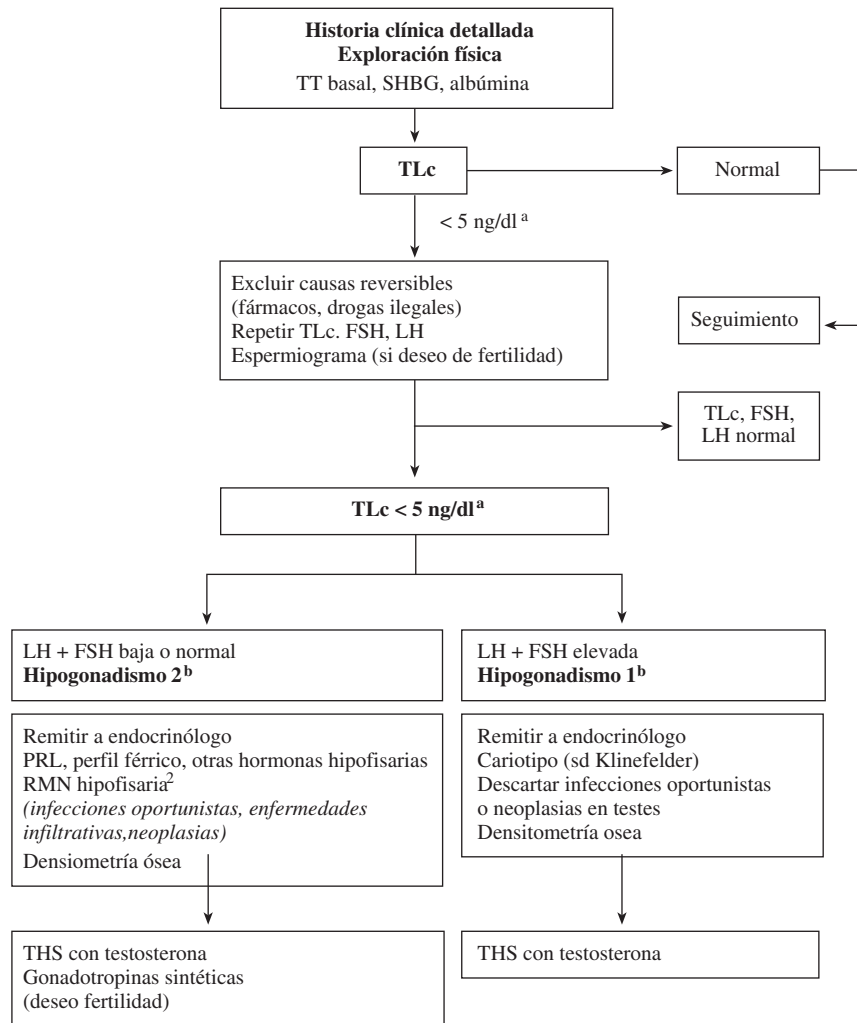 Historia clínica detallada
Exploración física
TT basal, SHBG, albúmina
TLc
Normal
< 5 ng/dl a
Excluir causas reversibles
(fármacos, drogas ilegales)
Repetir TLc. FSH, LH
Espermiograma (si deseo de fertilidad)
Seguimiento
TLc, FSH,
LH normal
TLc < 5 ng/dl a
LH + FSH baja o normal
Hipogonadismo 2 b
LH + FSH elevada
Hipogonadismo 1 b
Remitir a endocrinólogo
PRL, perfil férrico, otras hormonas hipofisarias
RMN hipofisaria 2
(infecciones oportunistas, enfermedades
infiltrativas,neoplasias)
Densiometría ósea
Remitir a endocrinólogo
Cariotipo (sd Klinefelder)
Descartar infecciones oportunistas
o neoplasias en testes
Densitometría osea
THS con testosterona
Gonadotropinas sintéticas
(deseo fertilidad)
THS con testosterona